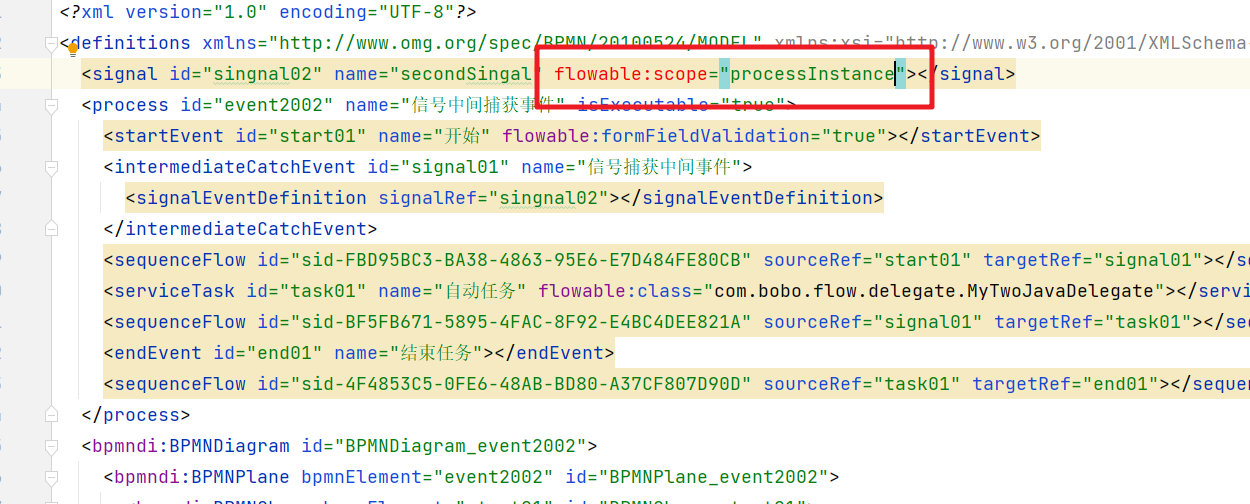 <?xml version="1.0" encoding="UTF-8"?>
<definitions xmlns="http://www.omg.org/spec/BPMN/20100524/MODEL" xmlns:xsi="http://www.w3.org/2001/XMLSchema-
<signal id="singnal02" name="secondSingal" flowable:scope="processInstance"></signal>
<process id="event2002" name="信号中间捕获事件" isExecutable="true">
<startEvent id="start01" name="开始" flowable:formFieldValidation="true"></startEvent>
<intermediateCatchEvent id="signal01" name="信号捕获中间事件">
<signalEventDefinition signalRef="singnal02"></signalEventDefinition>
</intermediateCatchEvent>
<sequenceFlow id="sid-FBD95BC3-BA38-4863-95E6-E7D484FE80CB" sourceRef="start01" targetRef="signal01"></se
<serviceTask id="task01" name="自动任务" flowable:class="com.bobo.flow.delegate.MyTwoJavaDelegate"></servi
<sequenceFlow id="sid-BF5FB671-5895-4FAC-8F92-E4BC4DEE821A" sourceRef="signal01" targetRef="task01"></se
<endEvent id="end01" name="结束任务"></endEvent>
<sequenceFlow id="sid-4F4853C5-0FE6-48AB-BD80-A37CF807D90D" sourceRef="task01" targetRef="end01"></sequen
</process>
<bpmndi:BPMNDiagram id="BPMNDiagram_event2002">
<bpmndi:BPMNPlane bpmnElement="event2002" id="BPMNPlane_event2002">